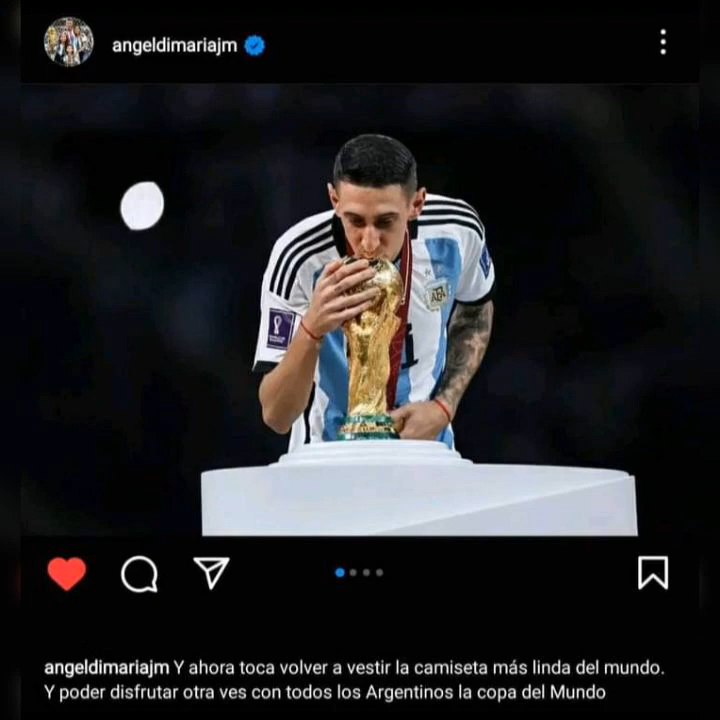 angeldimariajm
AFA
angeldimariajm Y ahora toca volver a vestir la camiseta más linda del mundo.
Y poder disfrutar otra ves con todos los Argentinos la copa del Mundo